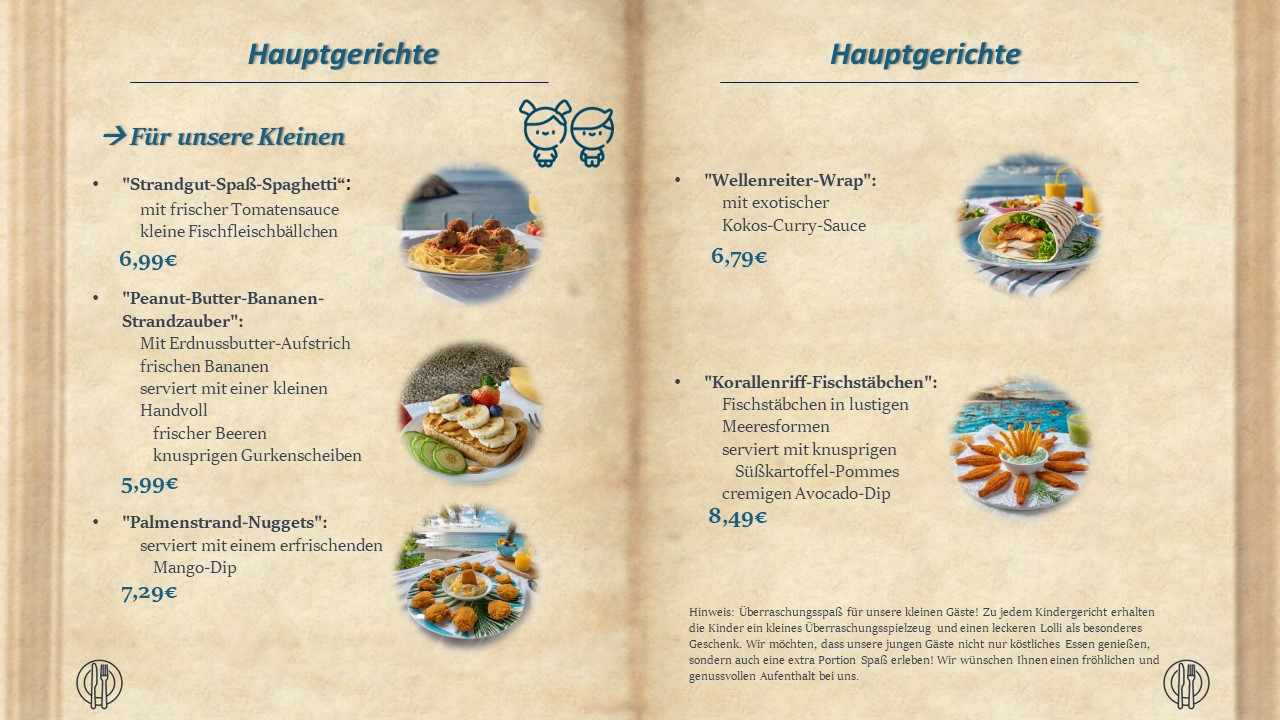 Hauptgerichte
→Für unsere Kleinen
• "Strandgut-Spaß-Spaghetti“:
mit frischer Tomatensauce
kleine Fischfleischbällchen
6,99€
• "Peanut-Butter-Bananen-
Strandzauber":
Mit Erdnussbutter-Aufstrich
frischen Bananen
serviert mit einer kleinen
Handvoll
frischer Beeren
knusprigen Gurkenscheiben
5,99€
• "Palmenstrand-Nuggets":
serviert mit einem erfrischenden
Mango-Dip
7,29€
Hauptgerichte
• "Wellenreiter-Wrap":
mit exotischer
Kokos-Curry-Sauce
6,79€
• "Korallenriff-Fischstäbchen":
Fischstäbchen in lustigen
Meeresformen
serviert mit knusprigen
Süßkartoffel-Pommes
cremigen Avocado-Dip
8,49€
Hinweis: Überraschungsspaß für unsere kleinen Gäste! Zu jedem Kindergericht erhalten
die Kinder ein kleines Überraschungsspielzeug und einen leckeren Lolli als besonderes
Geschenk. Wir möchten, dass unsere jungen Gäste nicht nur köstliches Essen genießen,
sondern auch eine extra Portion Spaß erleben! Wir wünschen Ihnen einen fröhlichen und
genussvollen Aufenthalt bei uns.